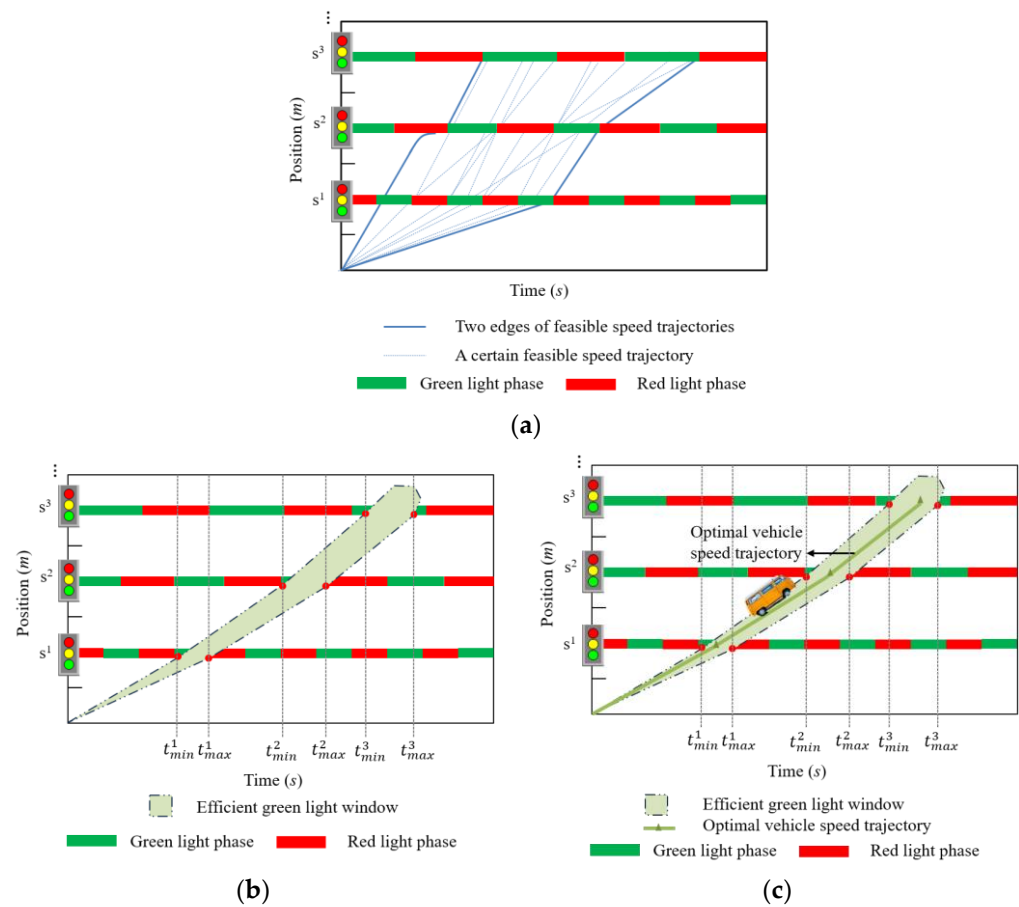 ⋮
s³
s²
s¹
Position (m)
Time (s)
Two edges of feasible speed trajectories
A certain feasible speed trajectory
Green light phase Red light phase
(a)
⋮
s³
s²
s¹
Position (m)
t¹min t¹max t²min t²max t³min t³max
Time (s)
Efficient green light window
Green light phase Red light phase
(b)
⋮
s³
Optimal vehicle
speed trajectory
s²
s¹
Position (m)
t¹min t¹max t²min t²max t³min t³max
Time (s)
Efficient green light window
Optimal vehicle speed trajectory
Green light phase Red light phase
(c)